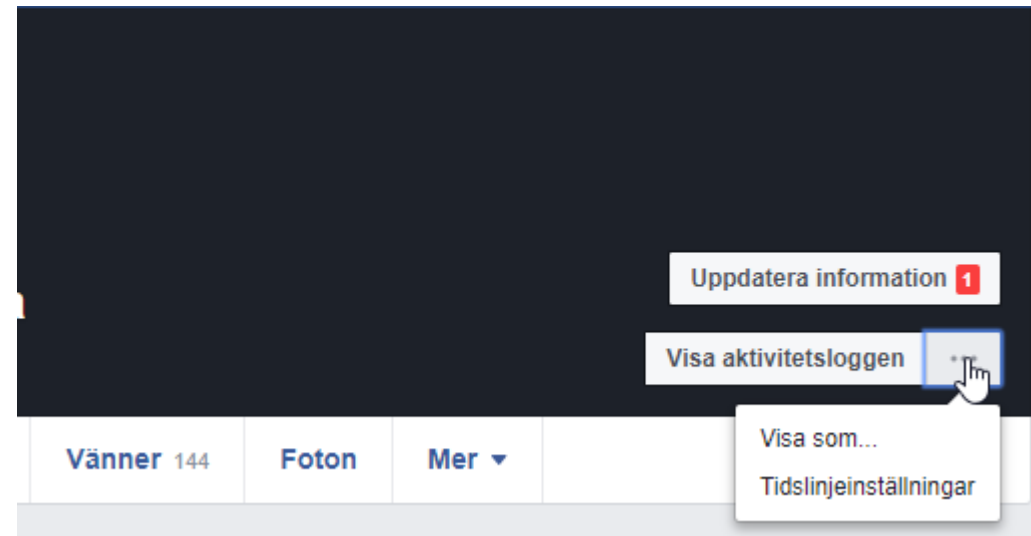 Uppdatera information 1
Visa aktivitetsloggen ...
Vänner 144 Foton Mer
Visa som...
Tidslinjeinställningar